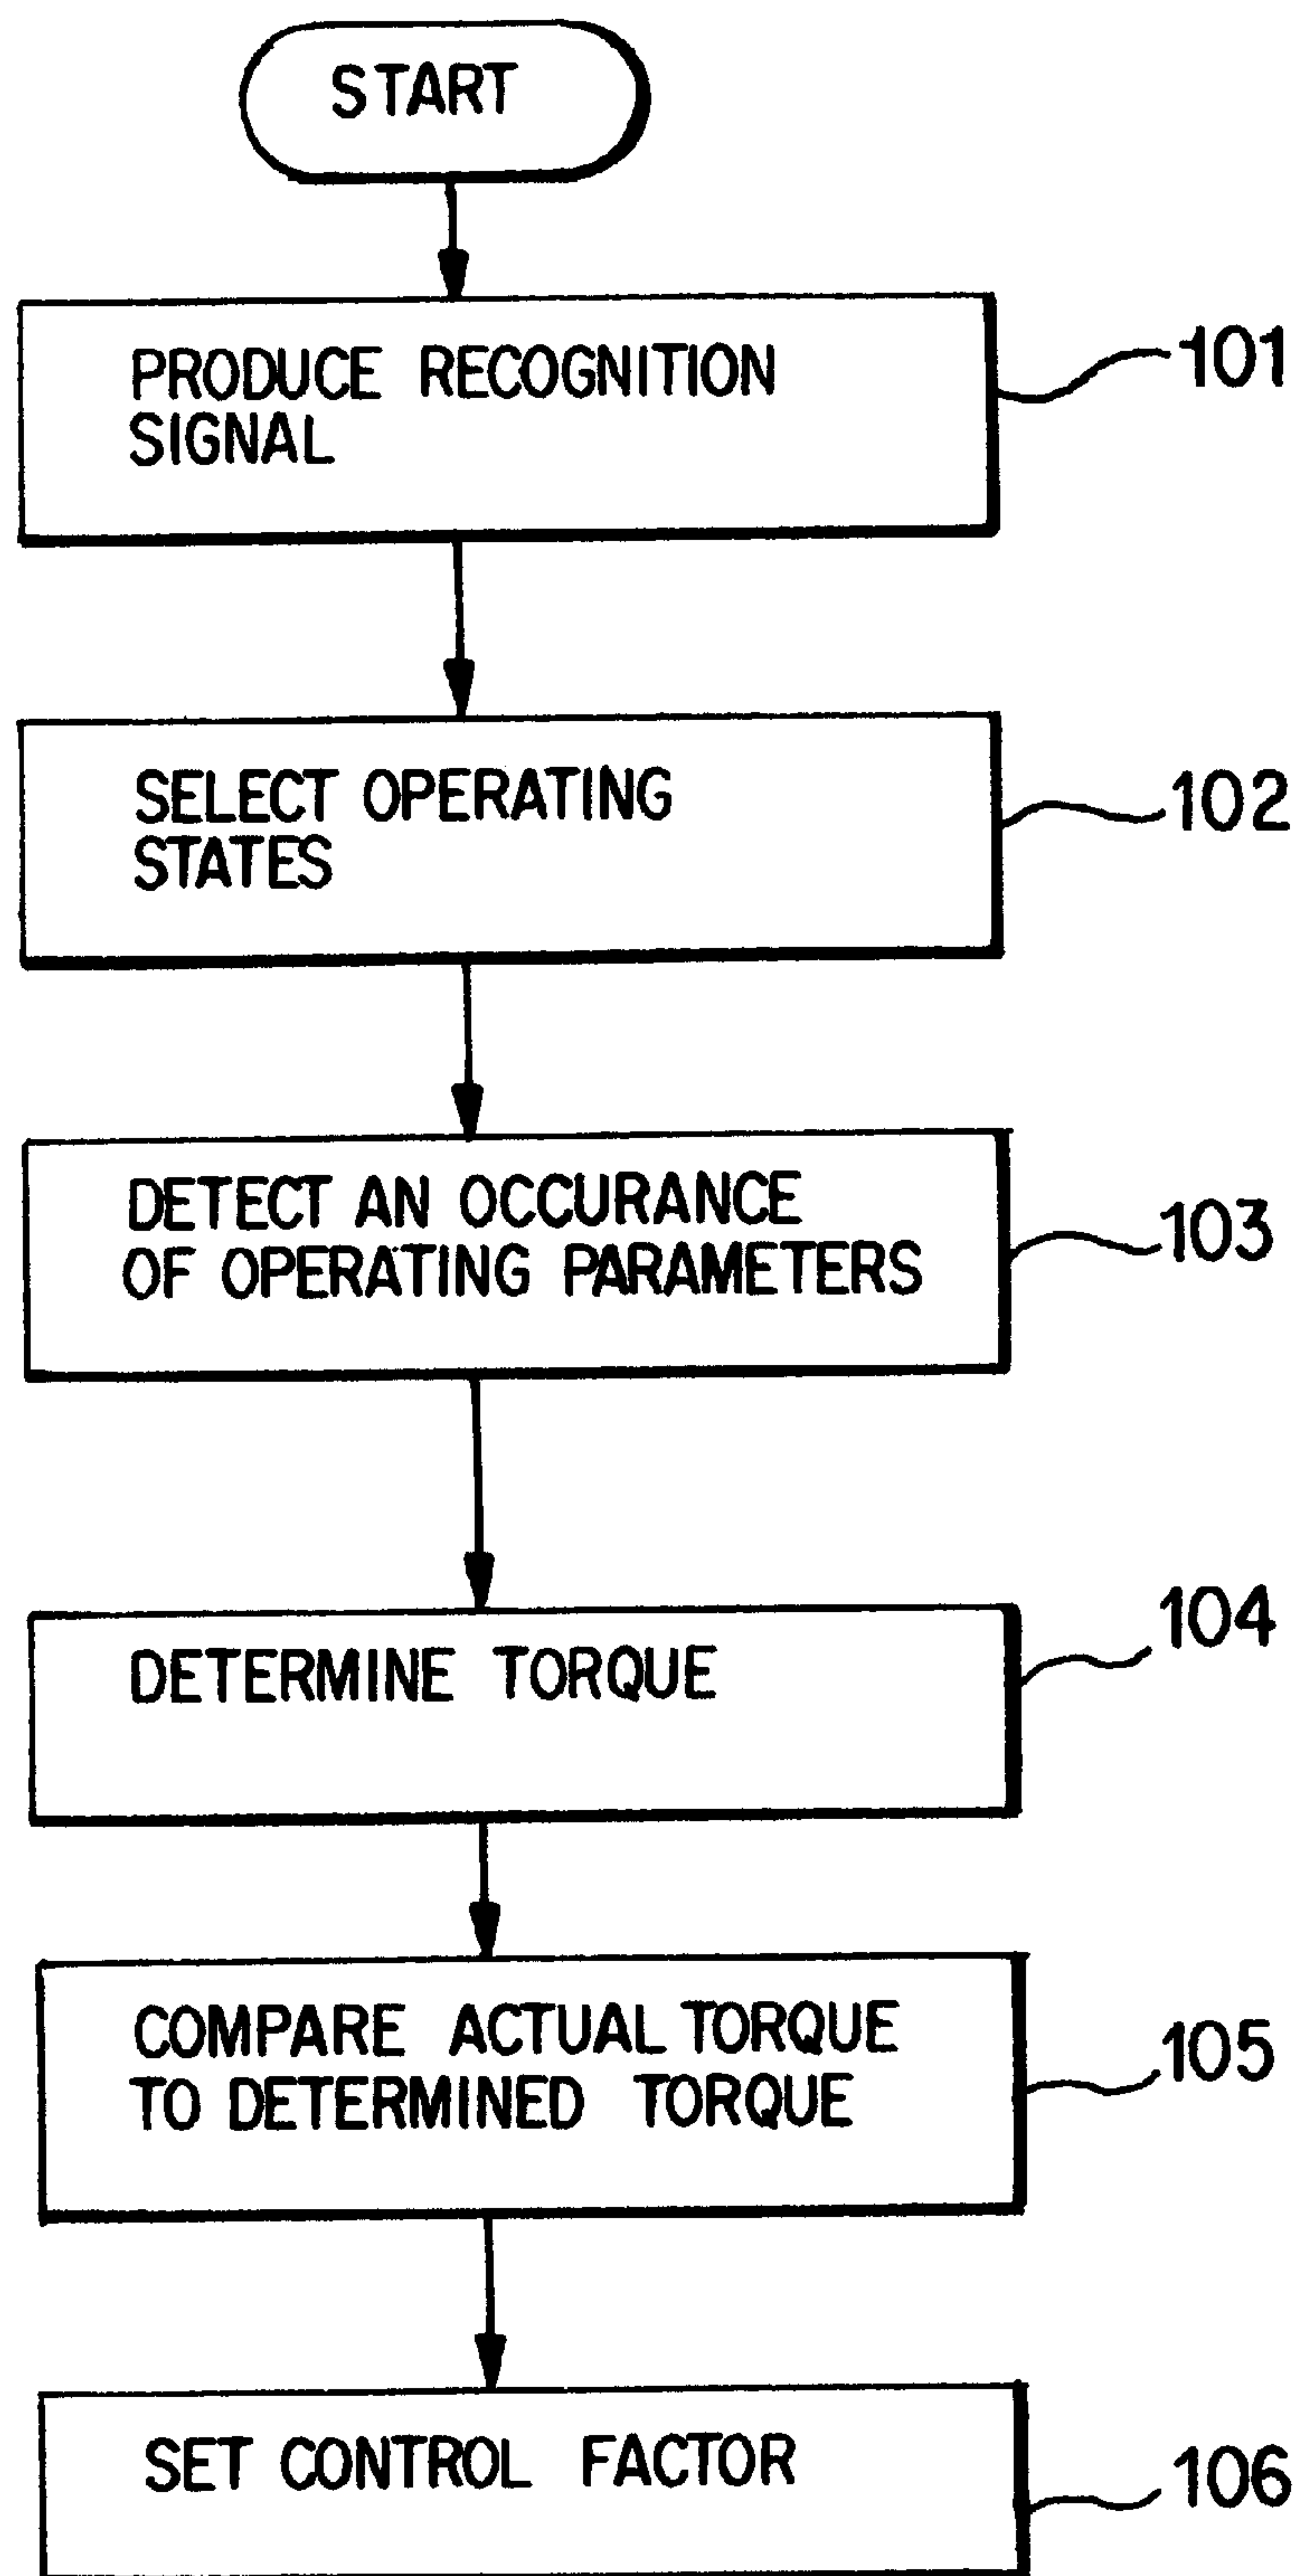 START
PRODUCE RECOGNITION
SIGNAL
101
SELECT OPERATING
STATES
102
DETECT AN OCCURANCE
OF OPERATING PARAMETERS
103
DETERMINE TORQUE
104
COMPARE ACTUAL TORQUE
TO DETERMINED TORQUE
105
SET CONTROL FACTOR
106